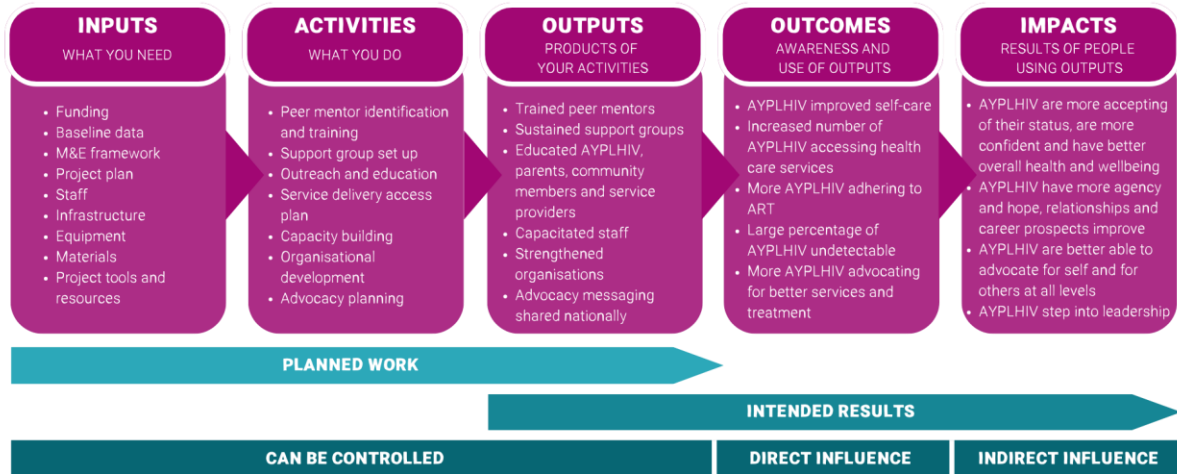 INPUTS
WHAT YOU NEED
• Funding
• Baseline data
• M&E framework
• Project plan
• Staff
• Infrastructure
• Equipment
• Materials
• Project tools and
resources
ACTIVITIES
WHAT YOU DO
• Peer mentor identification
and training
• Support group set up
• Outreach and education
• Service delivery access
plan
• Capacity building
• Organisational
development
• Advocacy planning
OUTPUTS
PRODUCTS OF
YOUR ACTIVITIES
• Trained peer mentors
• Sustained support groups
• Educated AYPLHIV,
parents, community
members and service
providers
• Capacitated staff
• Strengthened
organisations
• Advocacy messaging
shared nationally
OUTCOMES
AWARENESS AND
USE OF OUTPUTS
• AYPLHIV improved self-care
• Increased number of
AYPLHIV accessing health
care services
• More AYPLHIV adhering to
ART
• Large percentage of
AYPLHIV undetectable
• More AYPLHIV advocating
for better services and
treatment
IMPACTS
RESULTS OF PEOPLE
USING OUTPUTS
• AYPLHIV are more accepting
of their status, are more
confident and have better
overall health and wellbeing
• AYPLHIV have more agency
and hope, relationships and
career prospects improve
• AYPLHIV are better able to
advocate for self and for
others at all levels
• AYPLHIV step into leadership
PLANNED WORK
INTENDED RESULTS
CAN BE CONTROLLED
DIRECT INFLUENCE
INDIRECT INFLUENCE